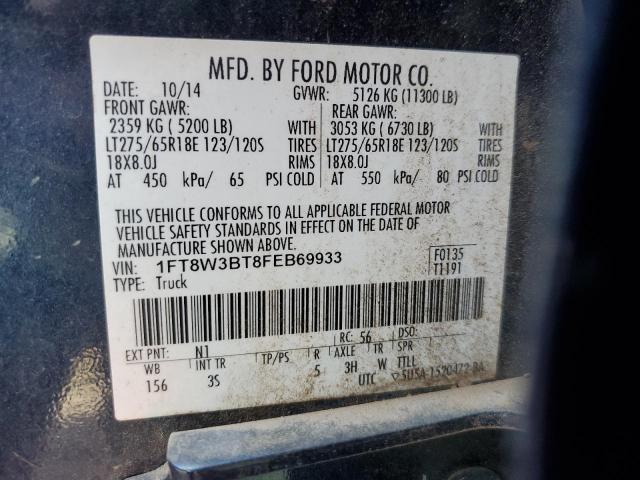 MFD. BY FORD MOTOR CO.
DATE: 10/14 GVWR: 5126 KG (11300 LB)
FRONT GAWR: REAR GAWR:
2359 KG ( 5200 LB) WITH 3053 KG ( 6730 LB) WITH
LT275/65R18E 123/120S TIRES LT275/65R18E 123/120S TIRES
18X8.0J RIMS 18X8.0J RIMS
AT 450 kPa/ 65 PSI COLD AT 550 kPa/ 80 PSI COLD
THIS VEHICLE CONFORMS TO ALL APPLICABLE FEDERAL MOTOR
VEHICLE SAFETY STANDARDS IN EFFECT ON THE DATE OF
MANUFACTURE SHOWN ABOVE.
VIN: 1FT8W3BT8FEB69933 F0135
TYPE: Truck T1191
EXT PNT: N1 RC: 56 DSO:
WB INT TR TP/PS R AXLE TR SPR
156 3S 5 3H W TTLL
UTC